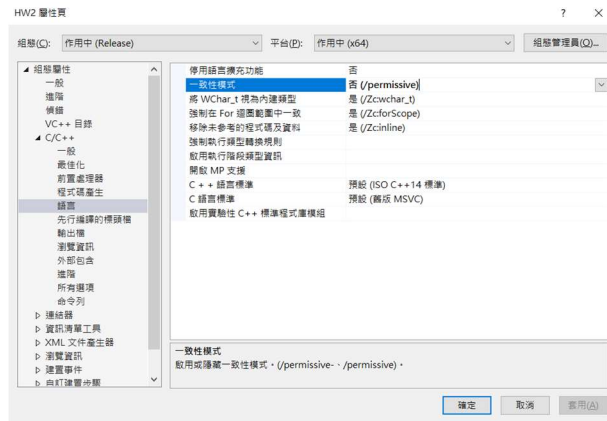 HW2 屬性頁
? ×
組態(C): 作用中 (Release) 平台(P): 作用中 (x64) 組態管理員(O)...
組態屬性
一般
進階
偵錯
VC++ 目錄
C/C++
一般
最佳化
前置處理器
程式碼產生
語言
先行編譯的標頭檔
輸出檔
瀏覽資訊
外部包含
進階
所有選項
命令列
連結器
資訊清單工具
XML 文件產生器
瀏覽資訊
建置事件
自訂建置步驟
停用語言擴充功能 否
一致性模式 否 (/permissive)
將 WChar_t 視為內建類型 是 (/Zc:wchar_t)
強制在 For 迴圈範圍中一致 是 (/Zc:forScope)
移除未參考的程式碼及資料 是 (/Zc:inline)
強制執行類型轉換規則
啟用執行階段類型資訊
開啟 MP 支援
C + + 語言標準 預設 (ISO C++14 標準)
C 語言標準 預設 (舊版 MSVC)
啟用實驗性 C++ 標準程式庫模組
一致性模式
啟用或隱藏一致性模式。(/permissive-、/permissive)。
確定 取消 套用(A)